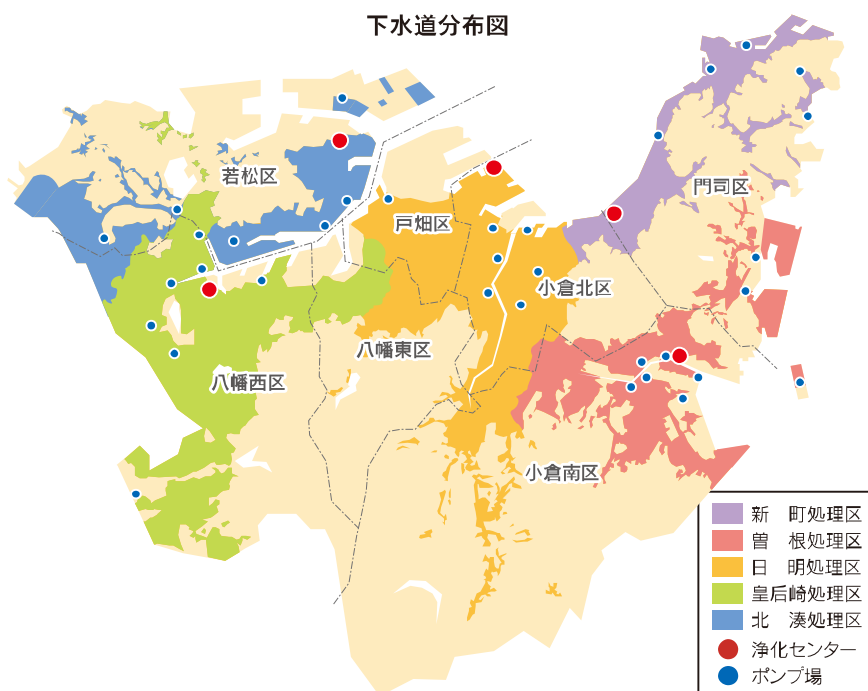 下水道分布図
若松区
門司区
戸畑区
小倉北区
八幡東区
八幡西区
小倉南区
新　町処理区
曽　根処理区
日　明処理区
皇后崎処理区
北　湊処理区
浄化センター
ポンプ場